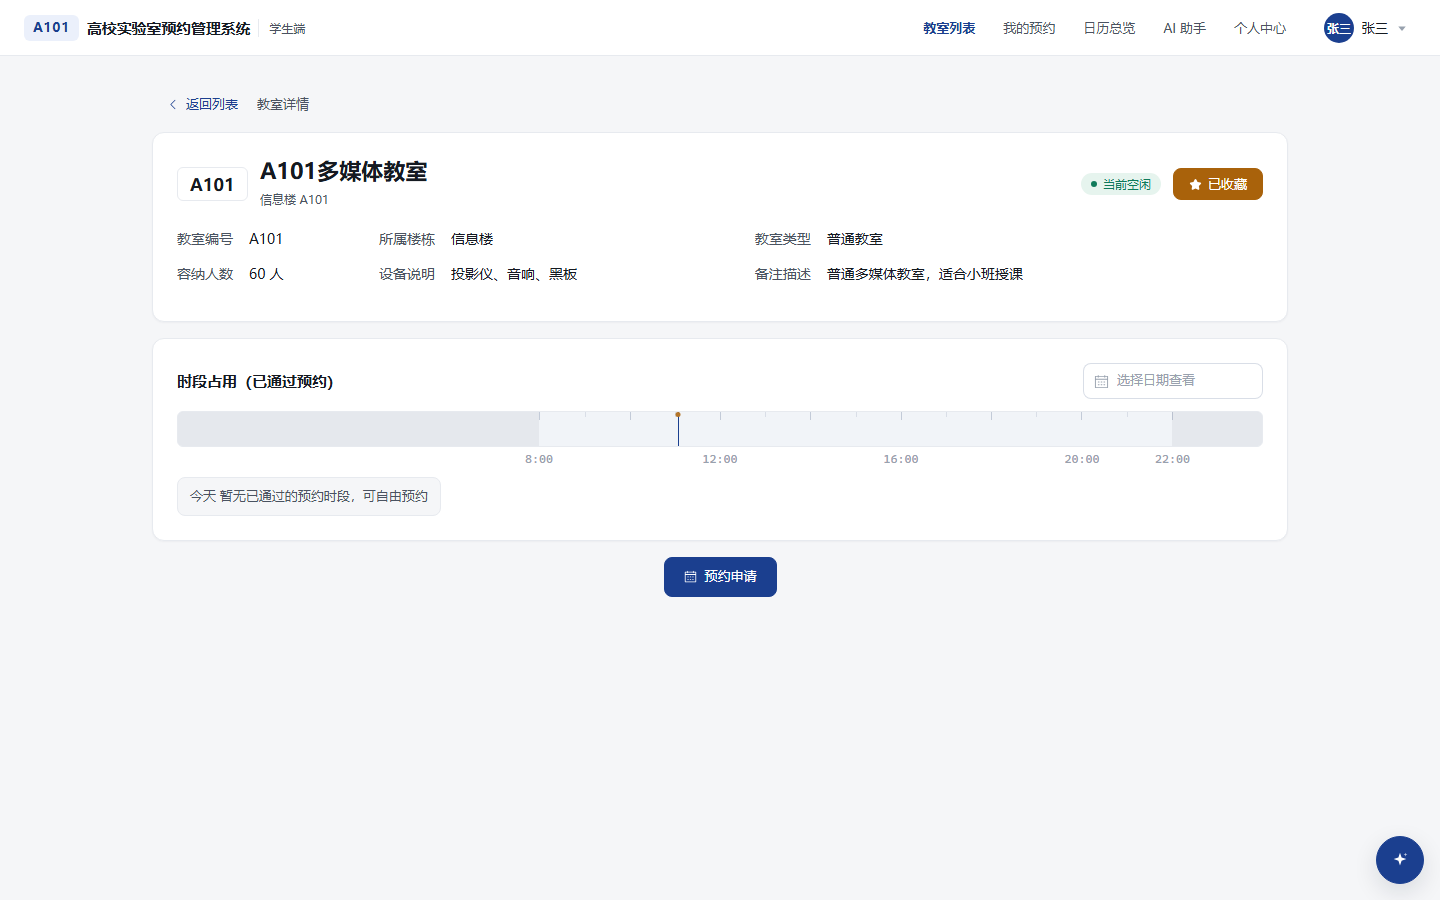 A101 高校实验室预约管理系统 学生端 教室列表 我的预约 日历总览 AI 助手 个人中心 张三 张三
返回列表 教室详情
A101 A101多媒体教室
信息楼 A101
当前空闲 已收藏
教室编号 A101 所属楼栋 信息楼 教室类型 普通教室
容纳人数 60 人 设备说明 投影仪、音响、黑板 备注描述 普通多媒体教室，适合小班授课
时段占用（已通过预约） 选择日期查看
8:00 12:00 16:00 20:00 22:00
今天 暂无已通过的预约时段，可自由预约
预约申请